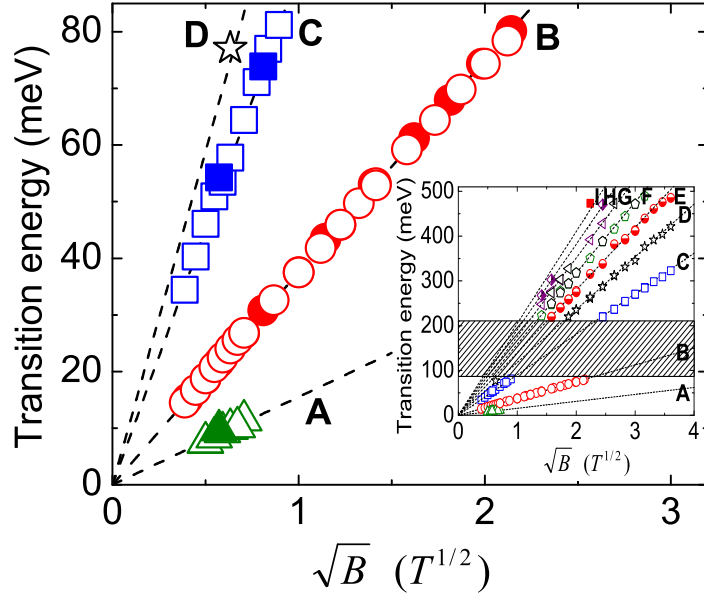 Transition energy (meV)
80
60
40
20
0
0
1
2
3
√B (T^{1/2})
D
C
B
A
Transition energy (meV)
500
400
300
200
100
0
0
1
2
3
4
√B (T^{1/2})
I H G F E
D
C
B
A